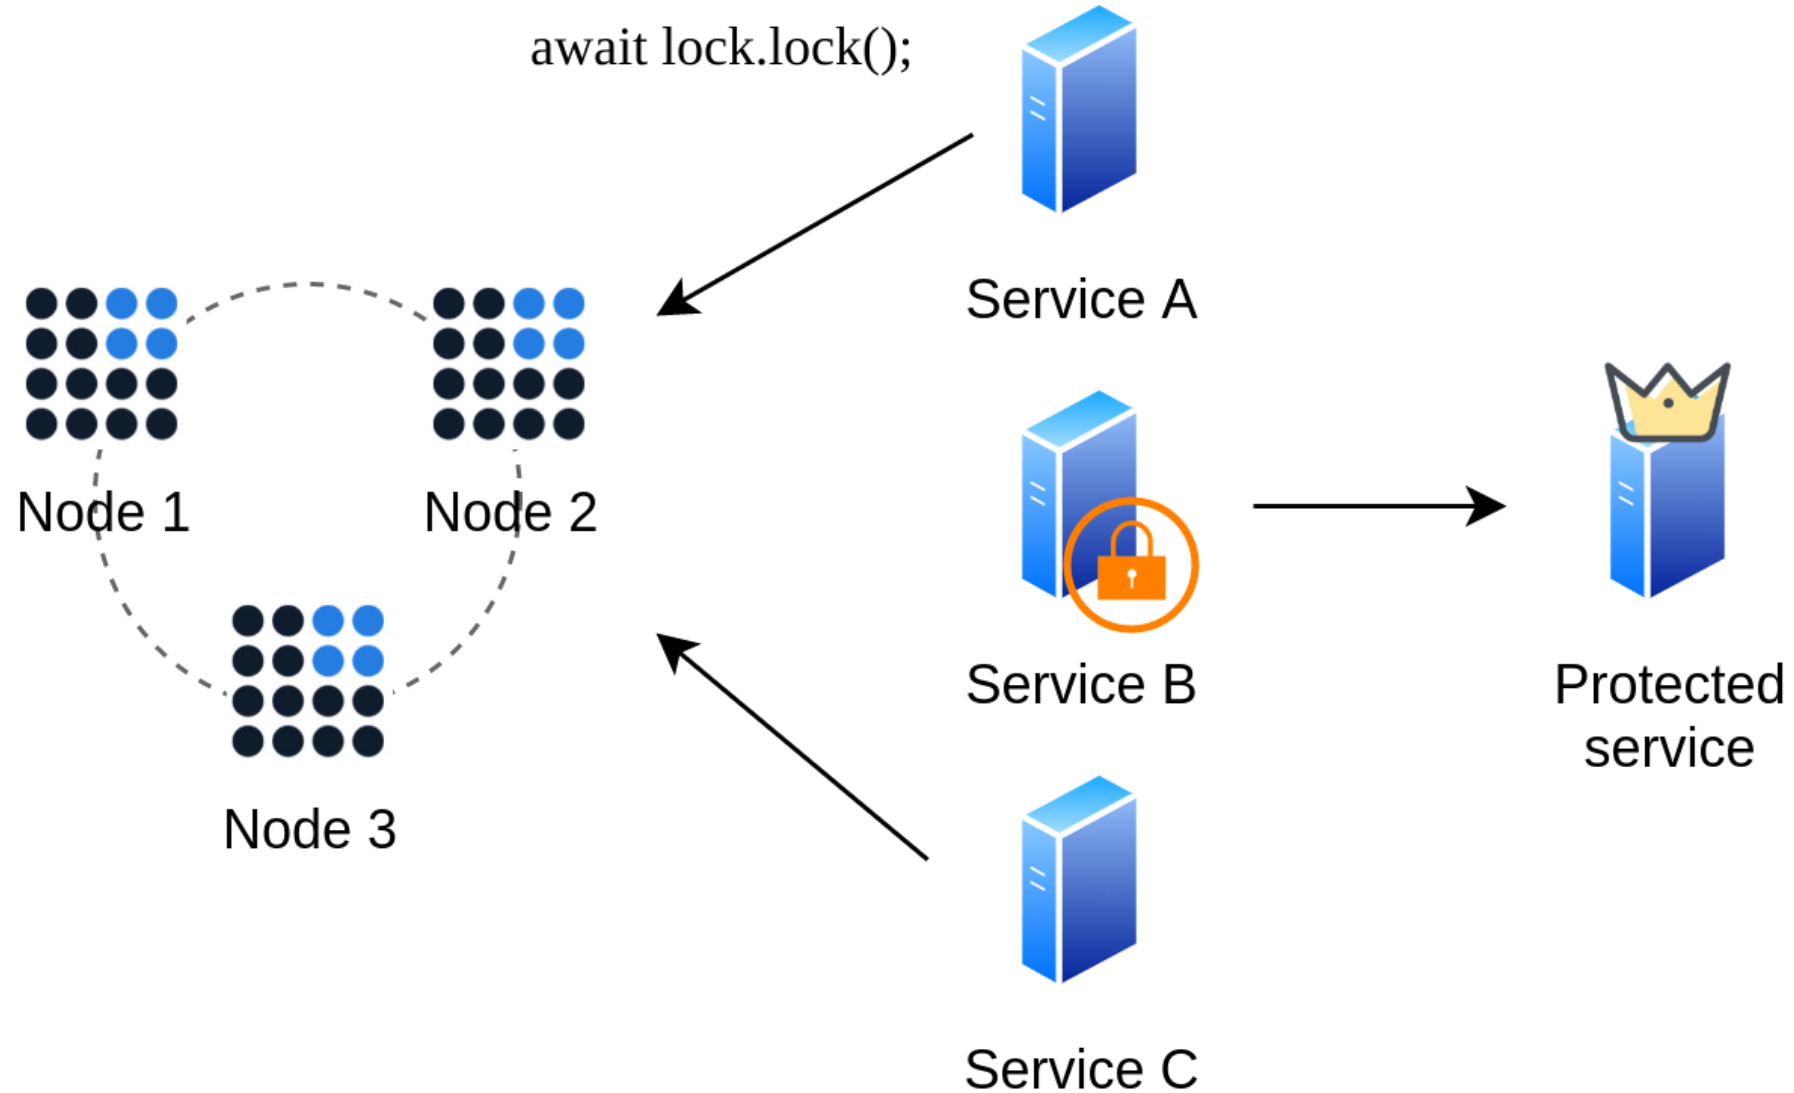 await lock.lock();
Service A
Node 1
Node 2
Service B
Protected
service
Node 3
Service C